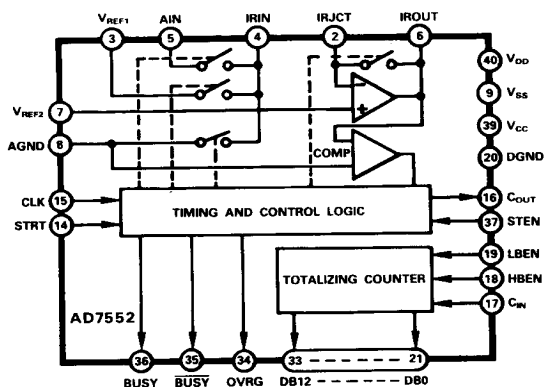 VREF1 AIN IRIN IRJCT IROUT
3 5 4 2 6
40 VDD
9 VSS
VREF2 7
39 VCC
AGND 8
- +
COMP
20 DGND
CLK 15
TIMING AND CONTROL LOGIC
16 COUT
STRT 14
37 STEN
19 LBEN
TOTALIZING COUNTER
18 HBEN
17 CIN
AD7552
36 35 34 33 21
BUSY BUSY OVRG DB12 DB0